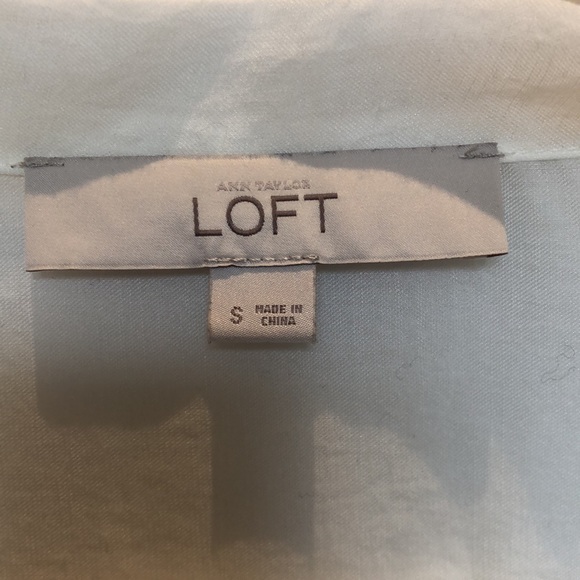 ANN TAYLOR
LOFT
S
MADE IN
CHINA